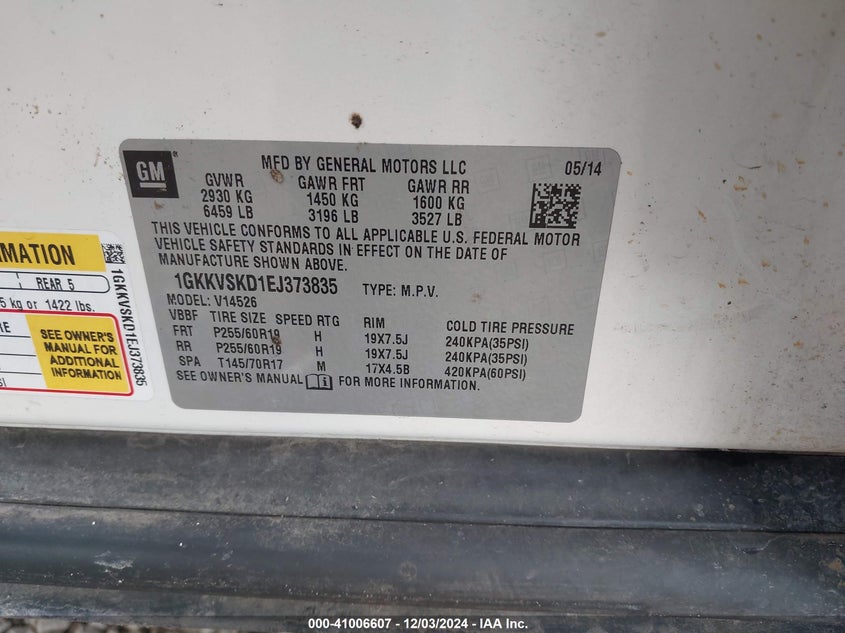 GM
MFD BY GENERAL MOTORS LLC 05/14
GVWR GAWR FRT GAWR RR
2930 KG 1450 KG 1600 KG
6459 LB 3196 LB 3527 LB
THIS VEHICLE CONFORMS TO ALL APPLICABLE U.S. FEDERAL MOTOR
VEHICLE SAFETY STANDARDS IN EFFECT ON THE DATE OF
MANUFACTURE SHOWN ABOVE.
1GKKVSKD1EJ373835 TYPE: M.P.V.
MODEL: V14526
VBBF TIRE SIZE SPEED RTG RIM COLD TIRE PRESSURE
FRT P255/60R19 H 19X7.5J 240KPA(35PSI)
RR P255/60R19 H 19X7.5J 240KPA(35PSI)
SPA T145/70R17 M 17X4.5B 420KPA(60PSI)
SEE OWNER'S MANUAL i FOR MORE INFORMATION.
REAR 5
kg or 1422 lbs.
SEE OWNER'S
MANUAL FOR
ADDITIONAL
INFORMATION
1GKKVSKD1EJ373835
000-41006607 - 12/03/2024 - IAA Inc.